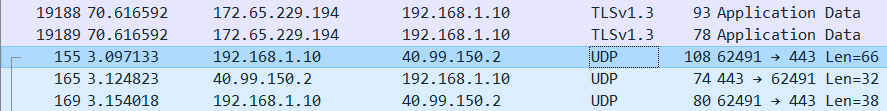 19188 70.616592 172.65.229.194 192.168.1.10 TLSv1.3 93 Application Data
19189 70.616592 172.65.229.194 192.168.1.10 TLSv1.3 78 Application Data
155 3.097133 192.168.1.10 40.99.150.2 UDP 108 62491 → 443 Len=66
165 3.124823 40.99.150.2 192.168.1.10 UDP 74 443 → 62491 Len=32
169 3.154018 192.168.1.10 40.99.150.2 UDP 80 62491 → 443 Len=38